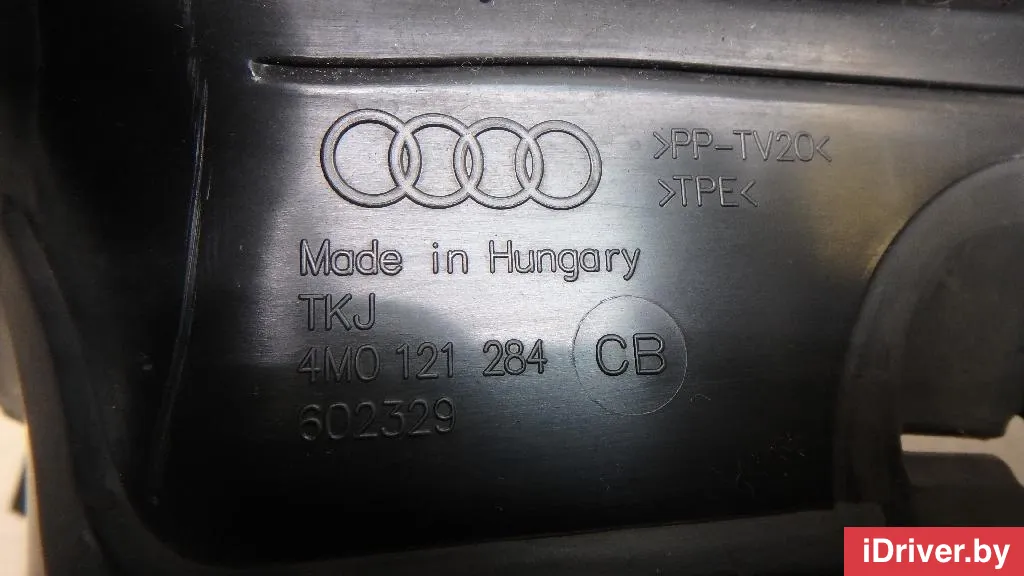 >PP-TV20<
>TPE<
Made in Hungary
TKJ
4M0 121 284 CB
602329
iDriver.by